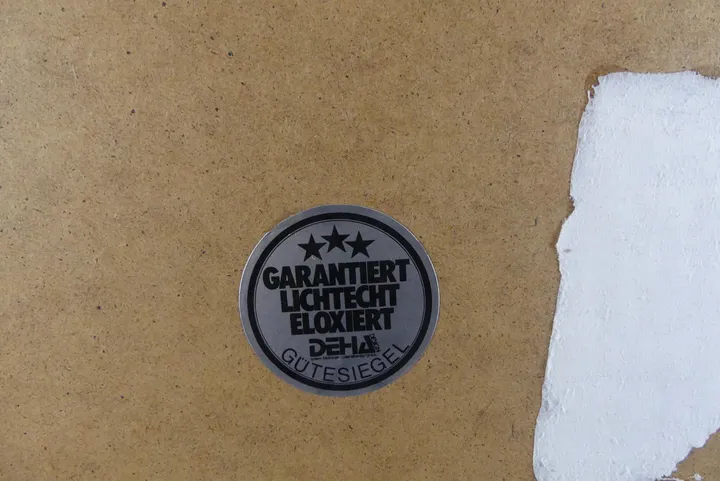 GARANTIERT
LICHTECHT
ELOXIERT
DEHA
GÜTESIEGEL